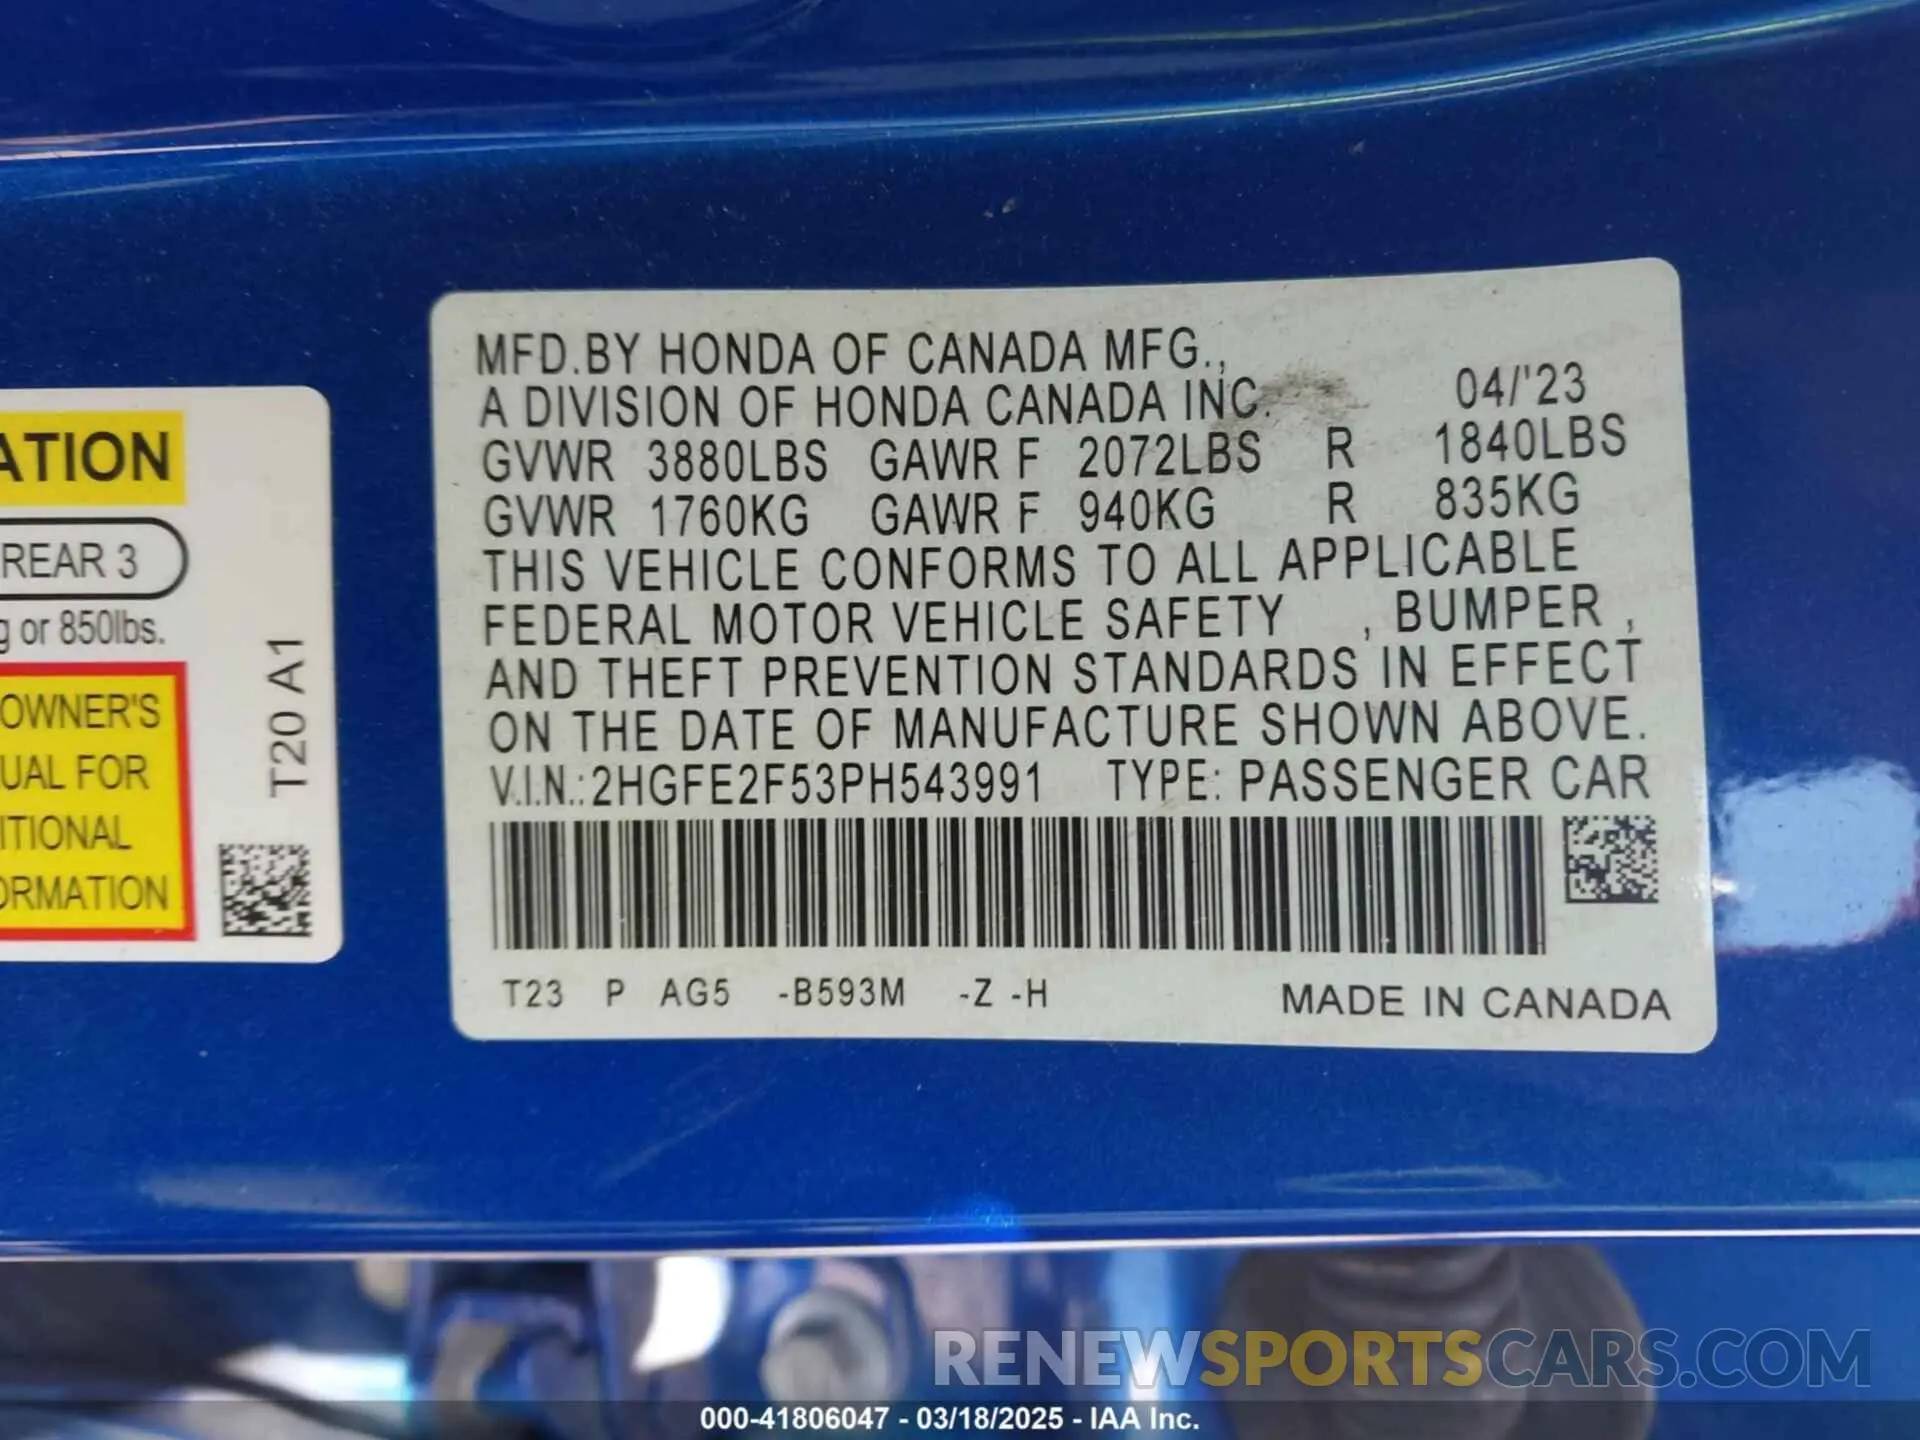 MFD.BY HONDA OF CANADA MFG.,
A DIVISION OF HONDA CANADA INC. 04/'23
GVWR 3880LBS GAWR F 2072LBS R 1840LBS
GVWR 1760KG GAWR F 940KG R 835KG
THIS VEHICLE CONFORMS TO ALL APPLICABLE
FEDERAL MOTOR VEHICLE SAFETY , BUMPER ,
AND THEFT PREVENTION STANDARDS IN EFFECT
ON THE DATE OF MANUFACTURE SHOWN ABOVE.
V.I.N.: 2HGFE2F53PH543991 TYPE: PASSENGER CAR
T23 P AG5 -B593M -Z -H MADE IN CANADA
ATION
REAR 3
g or 850lbs.
OWNER'S
UAL FOR
ITIONAL
ORMATION
T20 A1
RENEWSPORTSCARS.COM
000-41806047 - 03/18/2025 - IAA Inc.